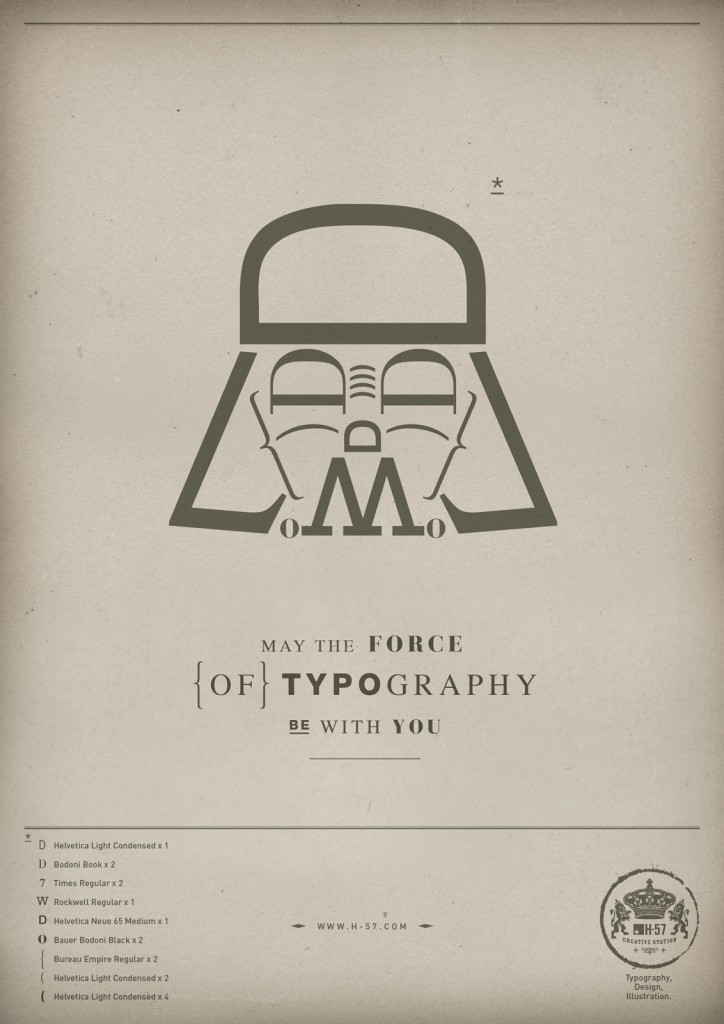 *
MAY THE FORCE
{OF} TYPOGRAPHY
BE WITH YOU
*
D Helvetica Light Condensed x 1
D Bodoni Book x 2
7 Times Regular x 2
W Rockwell Regular x 1
D Helvetica Neue 65 Medium x 1
O Bauer Bodoni Black x 2
{ Bureau Empire Regular x 2
( Helvetica Light Condensed x 2
( Helvetica Light Condensed x 4
WWW.H-57.COM
H-57
CREATIVE STATION
Typography,
Design,
Illustration.